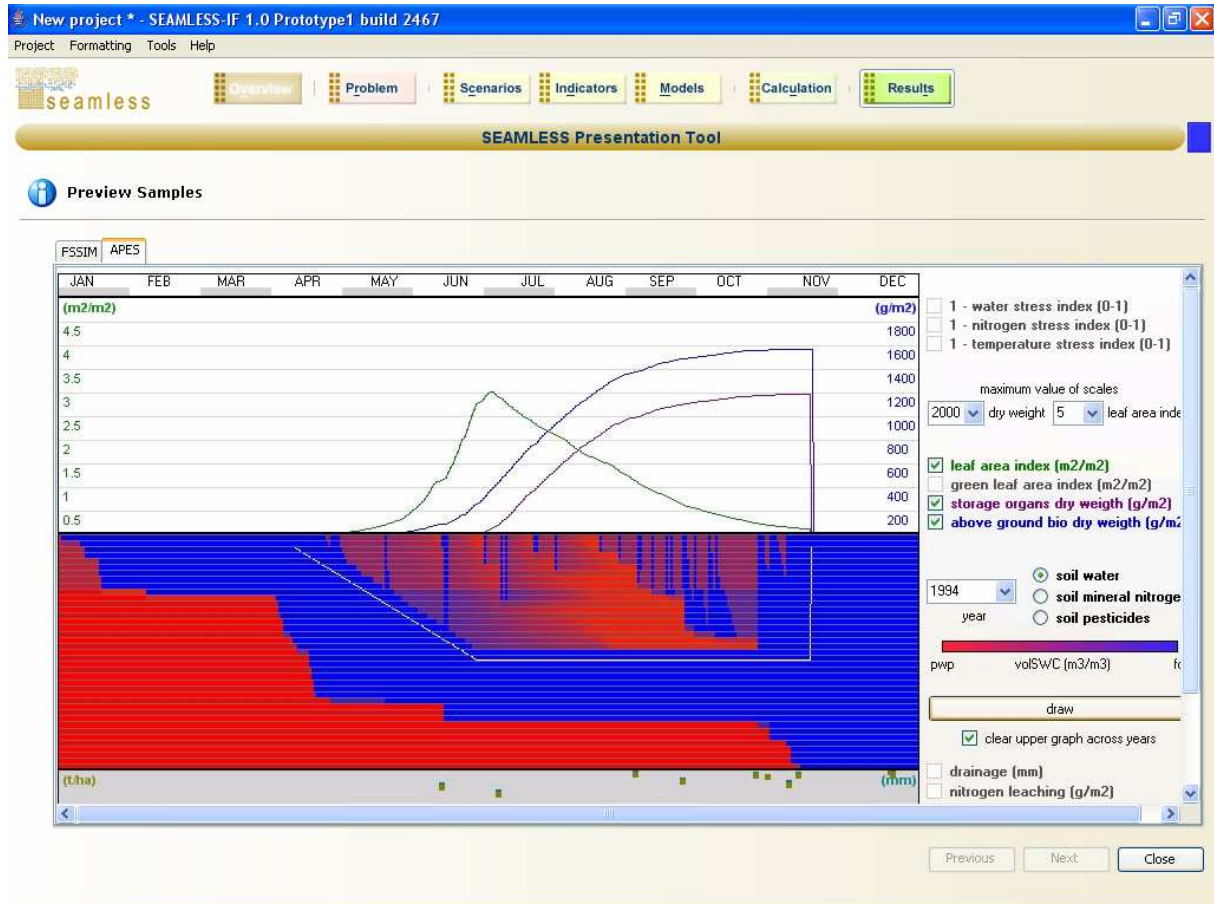 New project * - SEAMLESS-IF 1.0 Prototype1 build 2467
Project Formatting Tools Help
seamless Overview Problem Scenarios Indicators Models Calculation Results
SEAMLESS Presentation Tool
Preview Samples
FSSIM APES
JAN FEB MAR APR MAY JUN JUL AUG SEP OCT NOV DEC
(m2/m2) (g/m2)
4.5 1800
4 1600
3.5 1400
3 1200
2.5 1000
2 800
1.5 600
1 400
0.5 200
(t/ha) (mm)
1 - water stress index (0-1)
1 - nitrogen stress index (0-1)
1 - temperature stress index (0-1)
maximum value of scales
2000 dry weight 5 leaf area inde
leaf area index (m2/m2)
green leaf area index (m2/m2)
storage organs dry weigth (g/m2)
above ground bio dry weigth (g/m2
soil water
1994 soil mineral nitroge
year soil pesticides
pwp volSWC (m3/m3) fc
draw
clear upper graph across years
drainage (mm)
nitrogen leaching (g/m2)
Previous Next Close